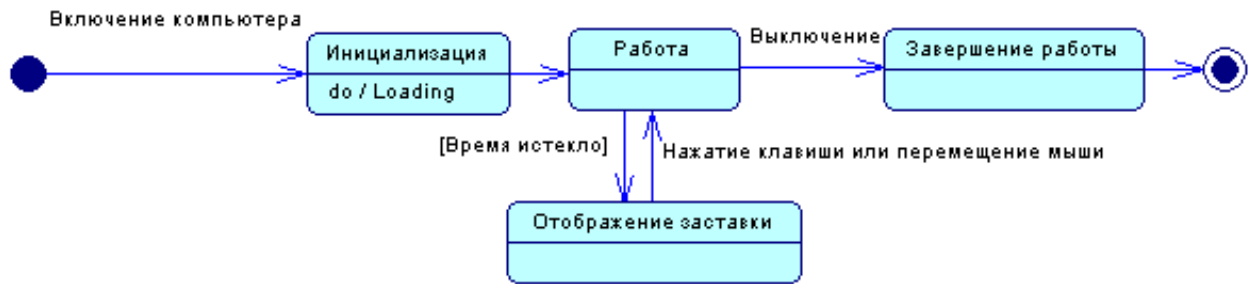 Включение компьютера
Инициализация
do / Loading
Работа
Выключение
Завершение работы
[Время истекло]
Нажатие клавиши или перемещение мыши
Отображение заставки